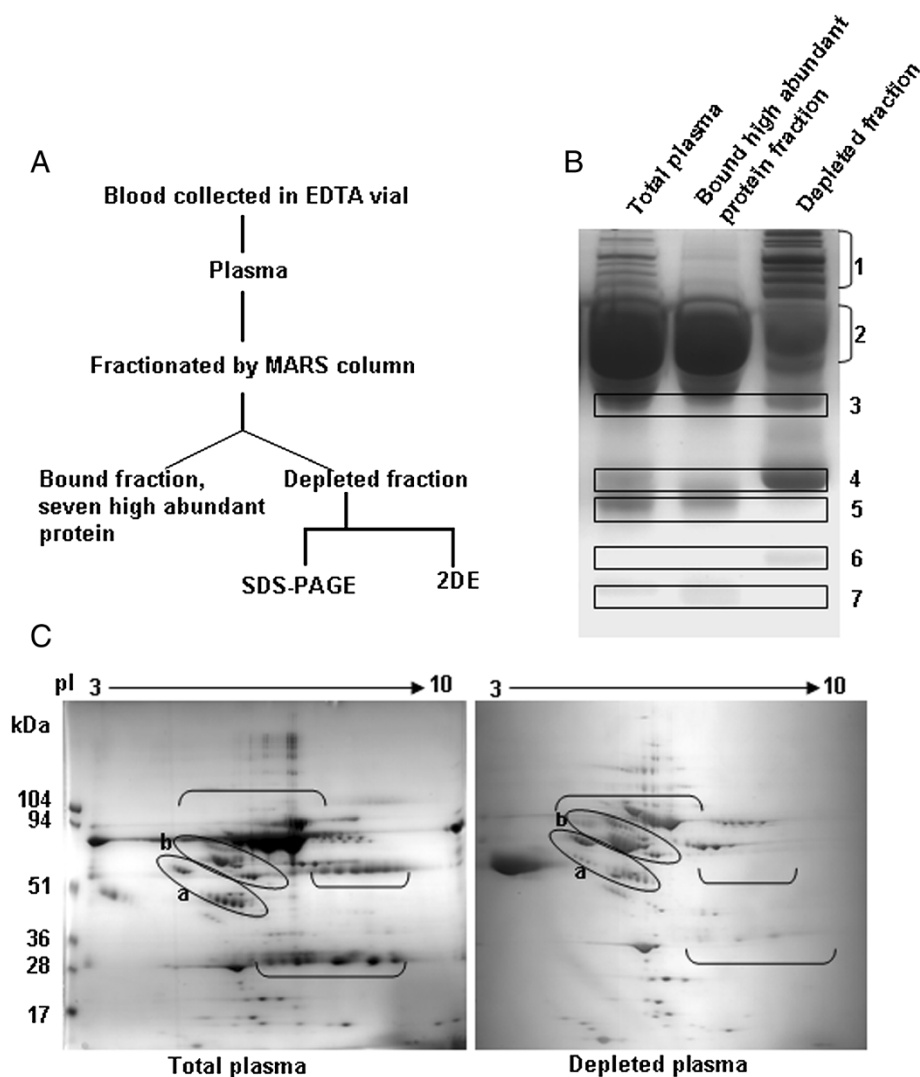 A
Blood collected in EDTA vial
Plasma
Fractionated by MARS column
Bound fraction,
seven high abundant
protein
Depleted fraction
SDS-PAGE
2DE
B
Total plasma
Bound high abundant
protein fraction
Depleted fraction
1
2
3
4
5
6
7
C
pI 3 10
kDa
104
94
51
36
28
17
b
a
Total plasma
3 10
b
a
Depleted plasma